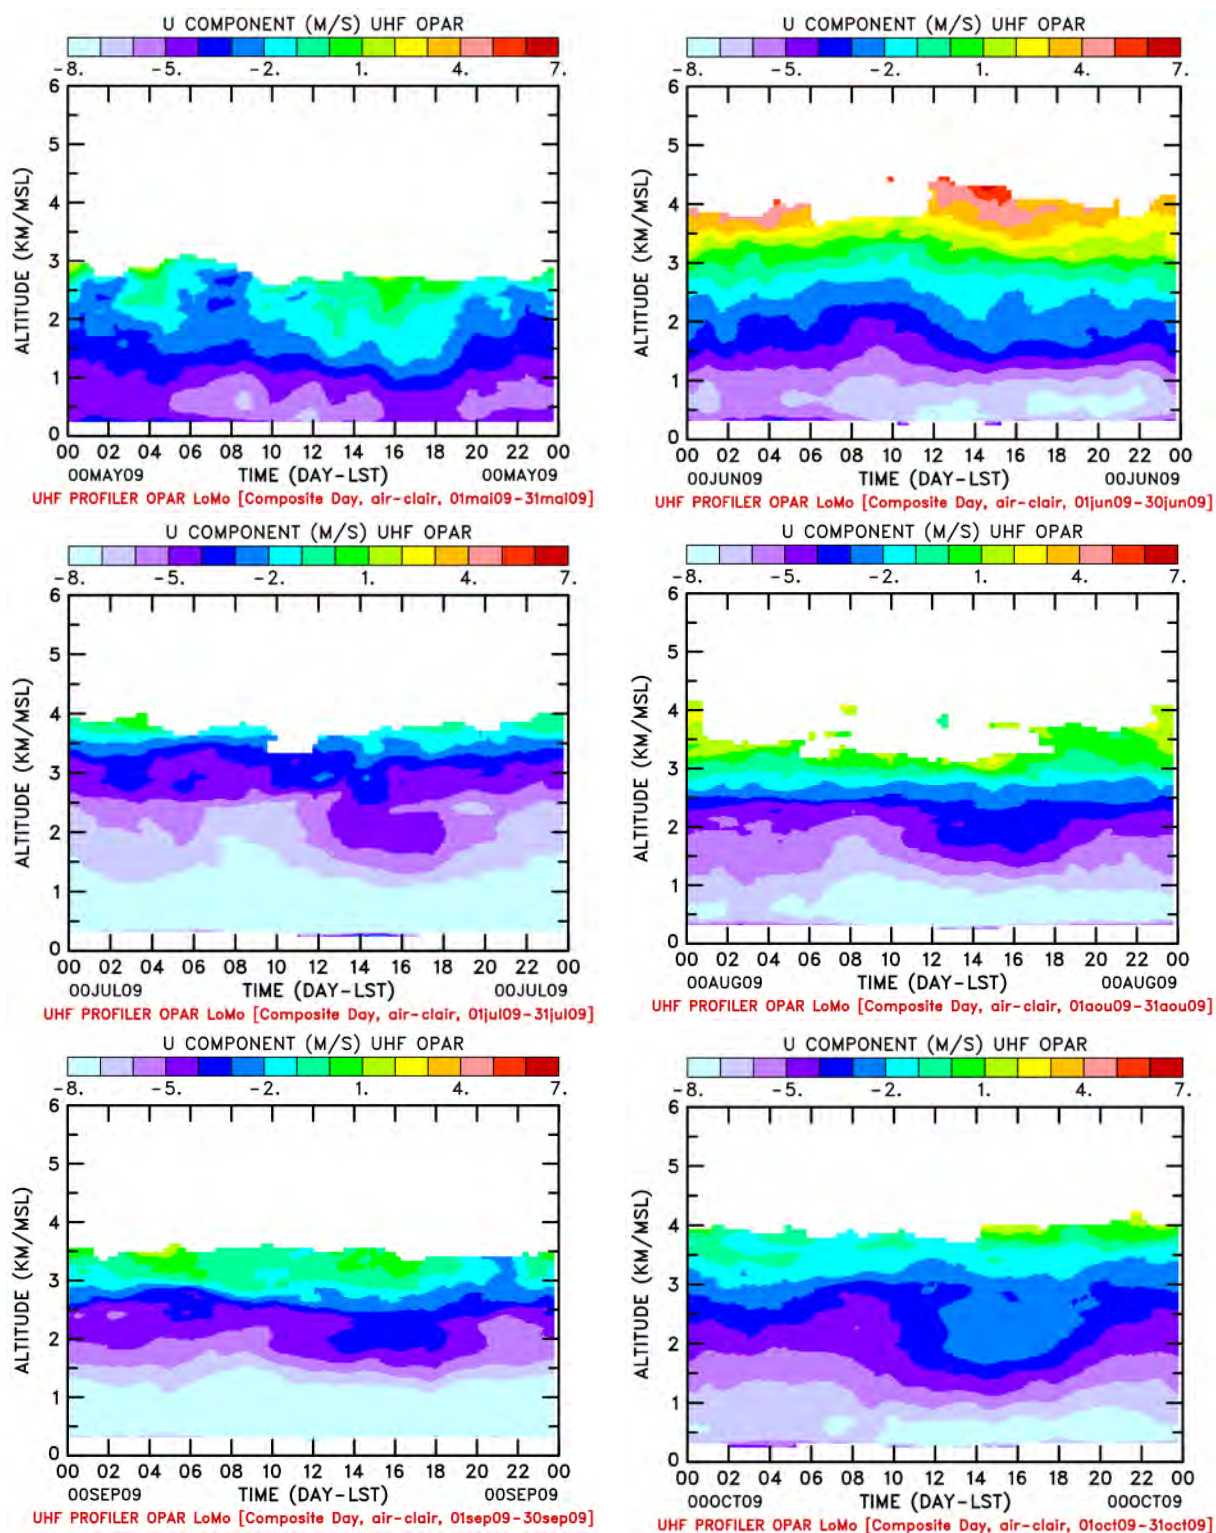 U COMPONENT (M/S) UHF OPAR
-8. -5. -2. 1. 4. 7.
6
5
4
3
2
1
0
ALTITUDE (KM/MSL)
00 02 04 06 08 10 12 14 16 18 20 22 00
00MAY09 TIME (DAY-LST) 00MAY09
UHF PROFILER OPAR LoMo [Composite Day, air-clair, 01mai09-31mai09]
U COMPONENT (M/S) UHF OPAR
-8. -5. -2. 1. 4. 7.
6
5
4
3
2
1
0
ALTITUDE (KM/MSL)
00 02 04 06 08 10 12 14 16 18 20 22 00
00JUN09 TIME (DAY-LST) 00JUN09
UHF PROFILER OPAR LoMo [Composite Day, air-clair, 01jun09-30jun09]
U COMPONENT (M/S) UHF OPAR
-8. -5. -2. 1. 4. 7.
6
5
4
3
2
1
0
ALTITUDE (KM/MSL)
00 02 04 06 08 10 12 14 16 18 20 22 00
00JUL09 TIME (DAY-LST) 00JUL09
UHF PROFILER OPAR LoMo [Composite Day, air-clair, 01jul09-31jul09]
U COMPONENT (M/S) UHF OPAR
-8. -5. -2. 1. 4. 7.
6
5
4
3
2
1
0
ALTITUDE (KM/MSL)
00 02 04 06 08 10 12 14 16 18 20 22 00
00AUG09 TIME (DAY-LST) 00AUG09
UHF PROFILER OPAR LoMo [Composite Day, air-clair, 01aou09-31aou09]
U COMPONENT (M/S) UHF OPAR
-8. -5. -2. 1. 4. 7.
6
5
4
3
2
1
0
ALTITUDE (KM/MSL)
00 02 04 06 08 10 12 14 16 18 20 22 00
00SEP09 TIME (DAY-LST) 00SEP09
UHF PROFILER OPAR LoMo [Composite Day, air-clair, 01sep09-30sep09]
U COMPONENT (M/S) UHF OPAR
-8. -5. -2. 1. 4. 7.
6
5
4
3
2
1
0
ALTITUDE (KM/MSL)
00 02 04 06 08 10 12 14 16 18 20 22 00
00OCT09 TIME (DAY-LST) 00OCT09
UHF PROFILER OPAR LoMo [Composite Day, air-clair, 01oct09-31oct09]